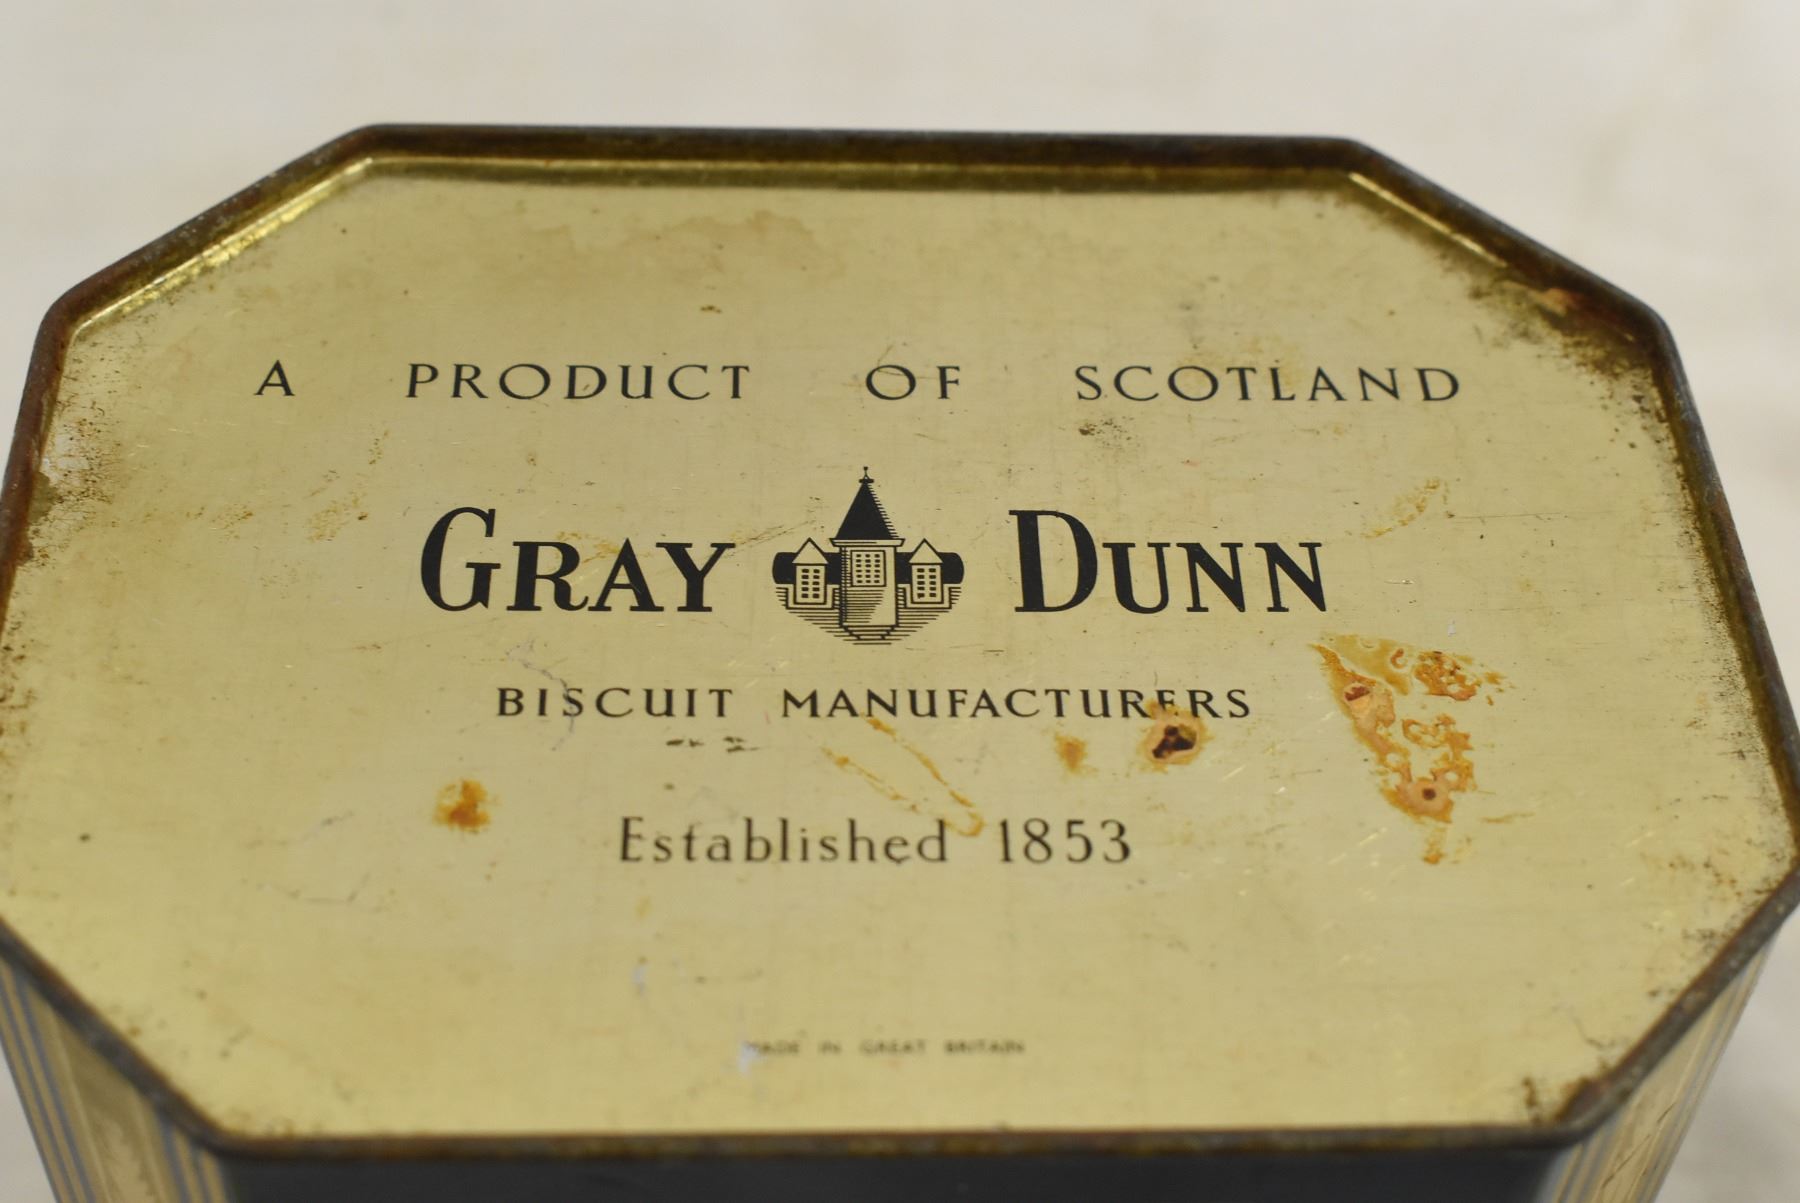 A PRODUCT OF SCOTLAND
GRAY DUNN
BISCUIT MANUFACTURERS
Established 1853
MADE IN GREAT BRITAIN